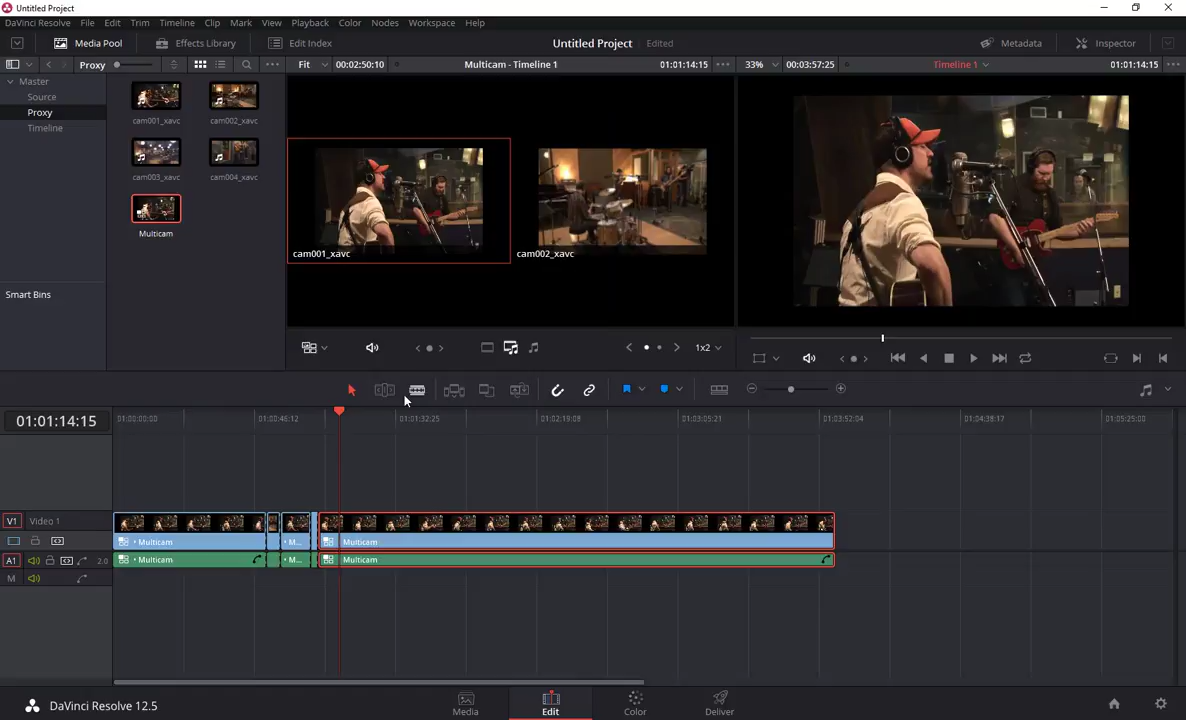 Untitled Project
DaVinci Resolve File Edit Trim Timeline Clip Mark View Playback Color Nodes Workspace Help
Media Pool Effects Library Edit Index Untitled Project Edited Metadata Inspector
Proxy Fit 00:02:50:10 Multicam - Timeline 1 01:01:14:15 33% 00:03:57:25 Timeline 1 01:01:14:15
Master
Source
Proxy
Timeline
cam001_xavc cam002_xavc
cam003_xavc cam004_xavc
Multicam
cam001_xavc cam002_xavc
Smart Bins
1x2
01:01:14:15 01:00:00:00 01:00:46:12 01:01:32:25 01:02:19:08 01:03:05:21 01:03:52:04 01:04:38:17 01:05:25:00
V1 Video 1
Multicam M... Multicam
A1 2.0 Multicam M... Multicam
M
DaVinci Resolve 12.5
Media Edit Color Deliver